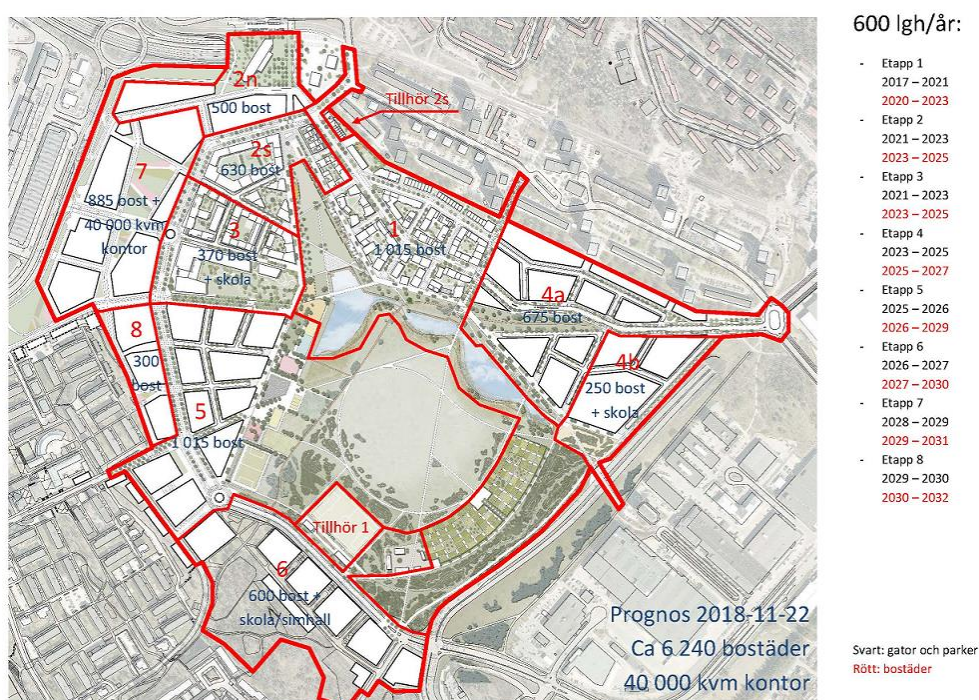 2n
500 bost
Tillhör 2s
2s
630 bost
7
885 bost +
40 000 kvm
kontor
3
370 bost
+ skola
1
1 015 bost
4a
675 bost
8
300
bost
4b
250 bost
+ skola
5
1 015 bost
Tillhör 1
6
600 bost +
skola/simhall
Prognos 2018-11-22
Ca 6 240 bostäder
40 000 kvm kontor
600 lgh/år:
- Etapp 1
2017 – 2021
2020 – 2023
- Etapp 2
2021 – 2023
2023 – 2025
- Etapp 3
2021 – 2023
2023 – 2025
- Etapp 4
2023 – 2025
2025 – 2027
- Etapp 5
2025 – 2026
2026 – 2029
- Etapp 6
2026 – 2027
2027 – 2030
- Etapp 7
2028 – 2029
2029 – 2031
- Etapp 8
2029 – 2030
2030 – 2032
Svart: gator och parker
Rött: bostäder